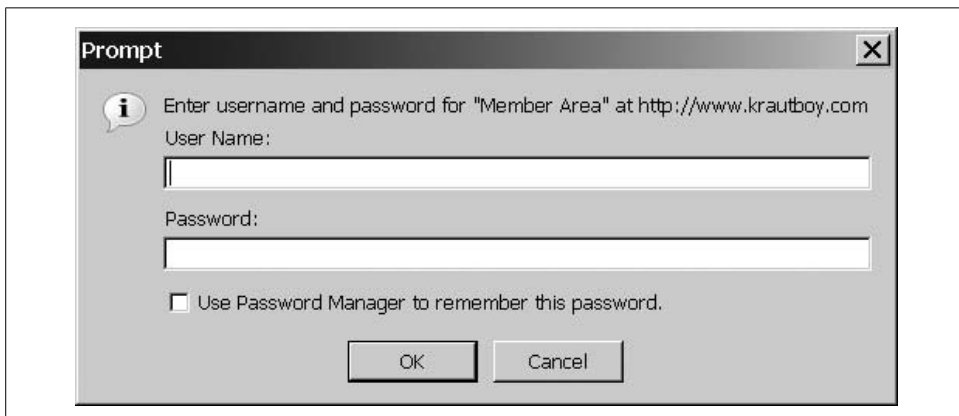 Prompt
Enter username and password for "Member Area" at http://www.krautboy.com
User Name:
Password:
Use Password Manager to remember this password.
OK
Cancel